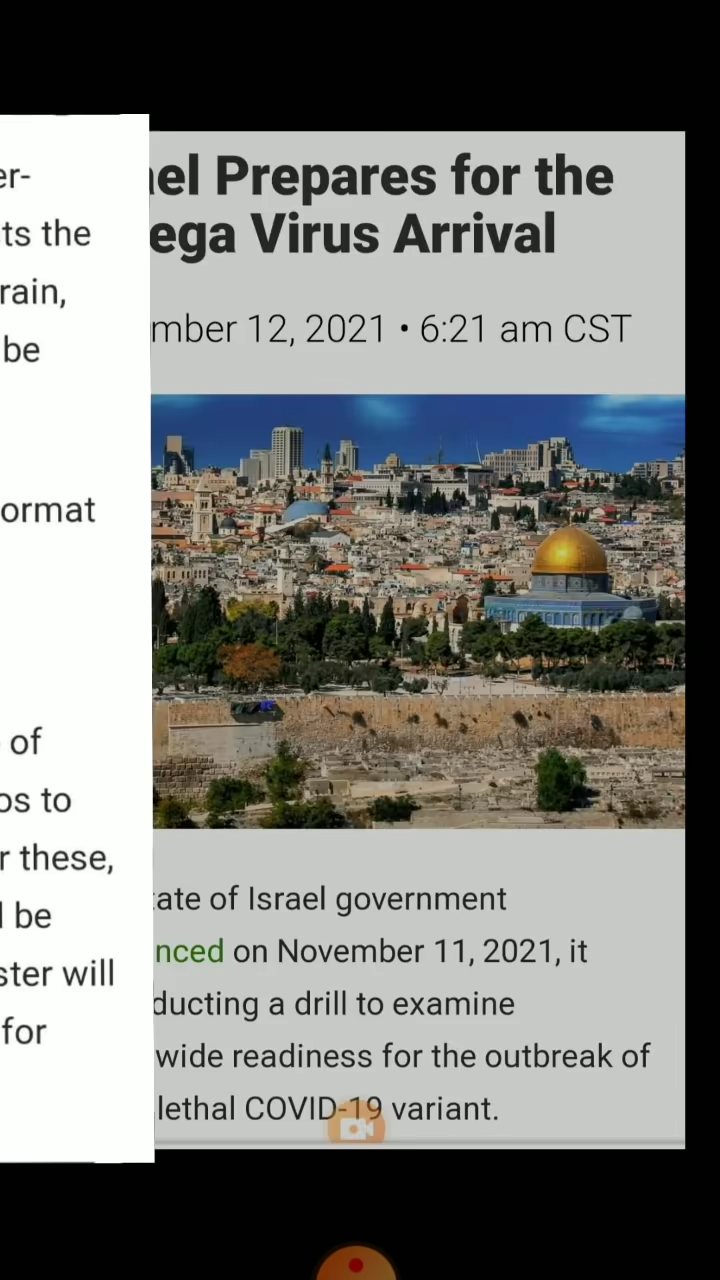 er-
ts the
rain,
be
ormat
of
os to
r these,
be
ster will
for
el Prepares for the
ega Virus Arrival
mber 12, 2021 • 6:21 am CST
ate of Israel government
nced on November 11, 2021, it
ducting a drill to examine
wide readiness for the outbreak of
lethal COVID-19 variant.